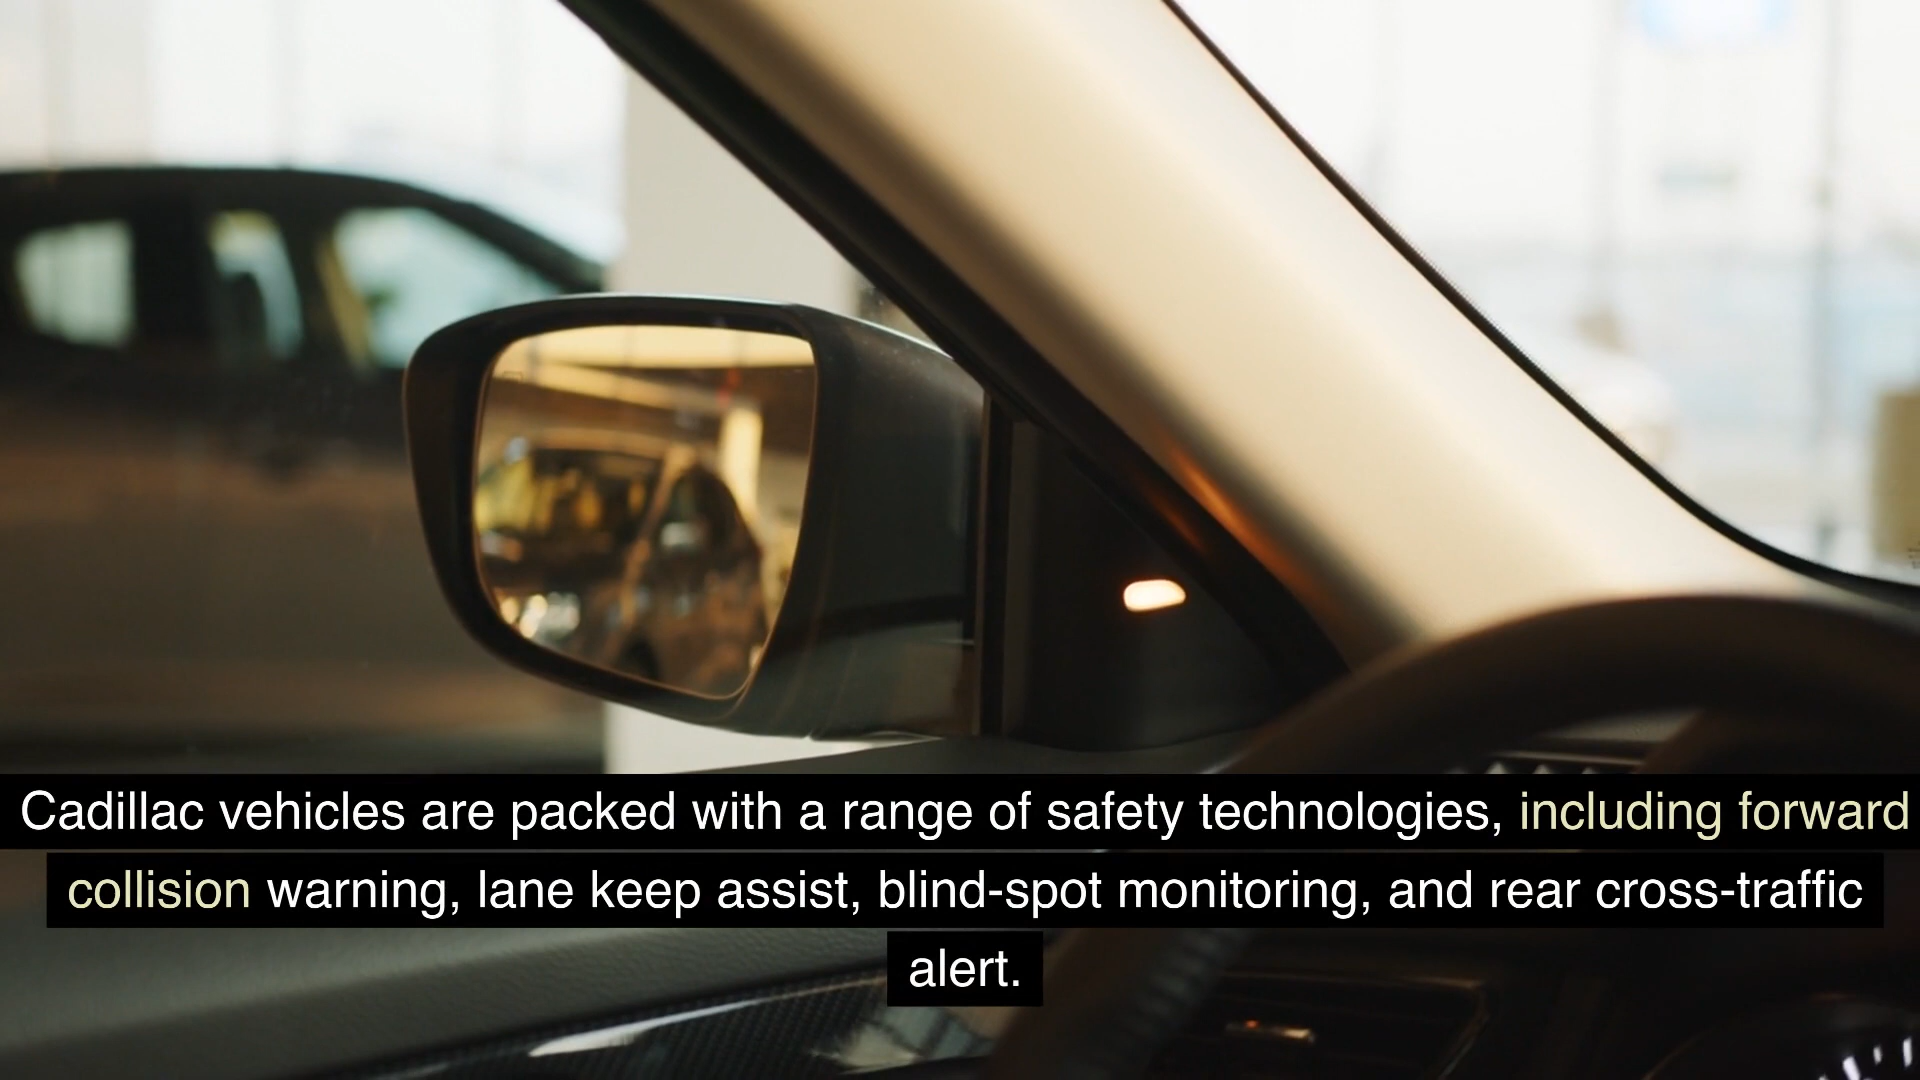 Cadillac vehicles are packed with a range of safety technologies, including forward
collision warning, lane keep assist, blind-spot monitoring, and rear cross-traffic
alert.